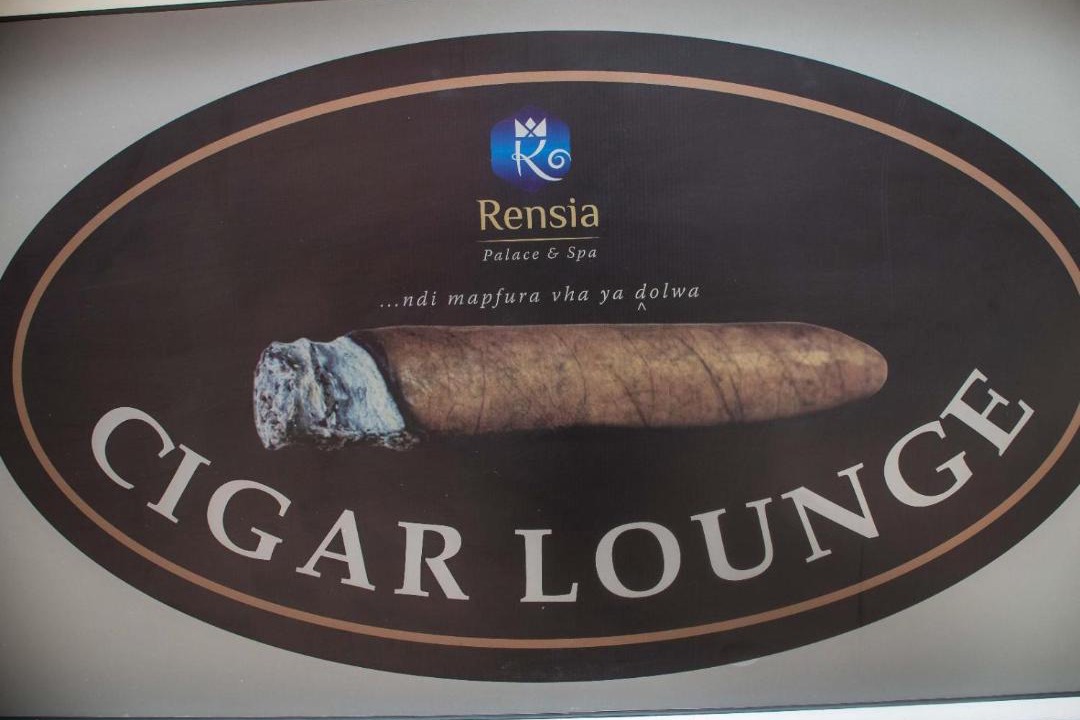 K
Rensia
Palace & Spa
...ndi mapfura vha ya ḓolwa
CIGAR LOUNGE